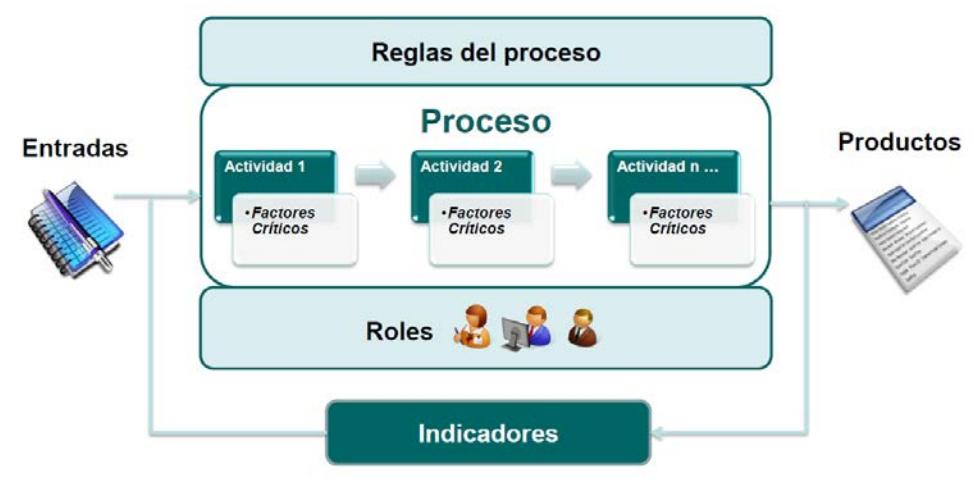 Reglas del proceso
Proceso
Entradas
Productos
Actividad 1
Actividad 2
Actividad n ...
•Factores
Críticos
•Factores
Críticos
•Factores
Críticos
Roles
Indicadores